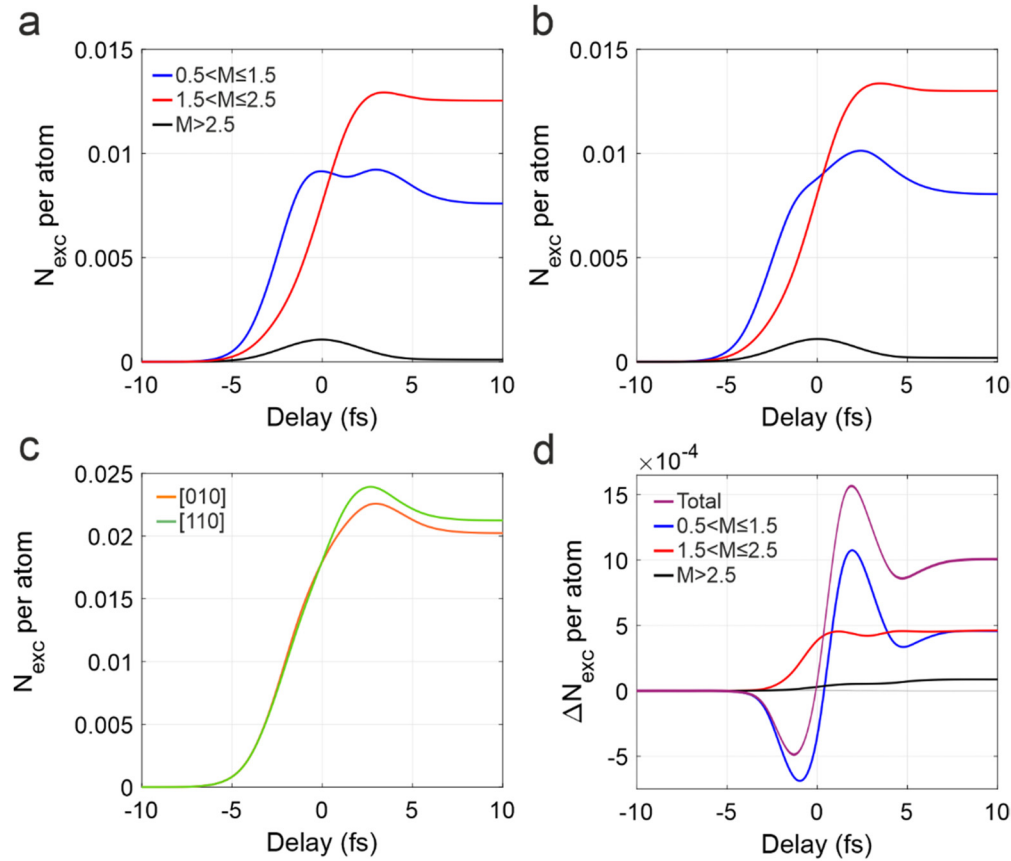 a
0.015
0.01
0.005
0
N_exc per atom
0.5<M≤1.5
1.5<M≤2.5
M>2.5
-10 -5 0 5 10
Delay (fs)
b
0.015
0.01
0.005
0
N_exc per atom
-10 -5 0 5 10
Delay (fs)
c
0.025
0.02
0.015
0.01
0.005
0
N_exc per atom
[010]
[110]
-10 -5 0 5 10
Delay (fs)
d
×10⁻⁴
15
10
5
0
-5
ΔN_exc per atom
Total
0.5<M≤1.5
1.5<M≤2.5
M>2.5
-10 -5 0 5 10
Delay (fs)